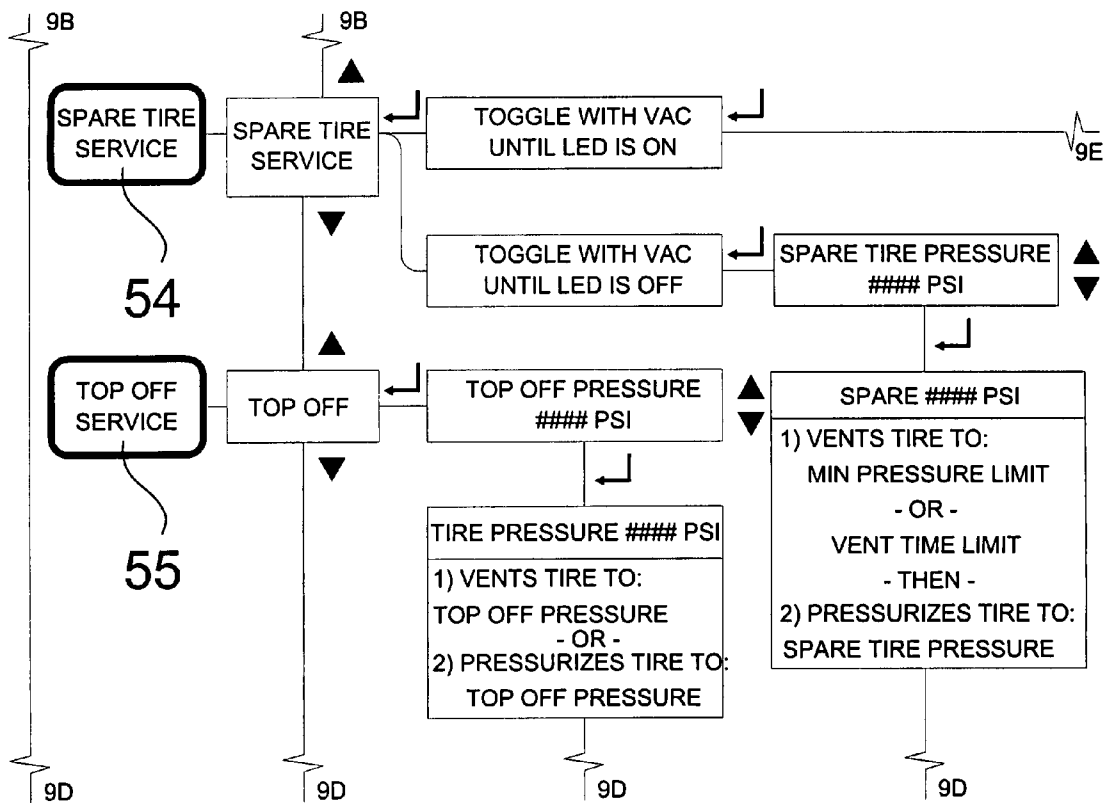 9B
9B
SPARE TIRE
SERVICE
SPARE TIRE
SERVICE
TOGGLE WITH VAC
UNTIL LED IS ON
9E
54
TOGGLE WITH VAC
UNTIL LED IS OFF
SPARE TIRE PRESSURE
#### PSI
TOP OFF
SERVICE
TOP OFF
TOP OFF PRESSURE
#### PSI
55
TIRE PRESSURE #### PSI
1) VENTS TIRE TO:
TOP OFF PRESSURE
- OR -
2) PRESSURIZES TIRE TO:
TOP OFF PRESSURE
SPARE #### PSI
1) VENTS TIRE TO:
MIN PRESSURE LIMIT
- OR -
VENT TIME LIMIT
- THEN -
2) PRESSURIZES TIRE TO:
SPARE TIRE PRESSURE
9D
9D
9D
9D